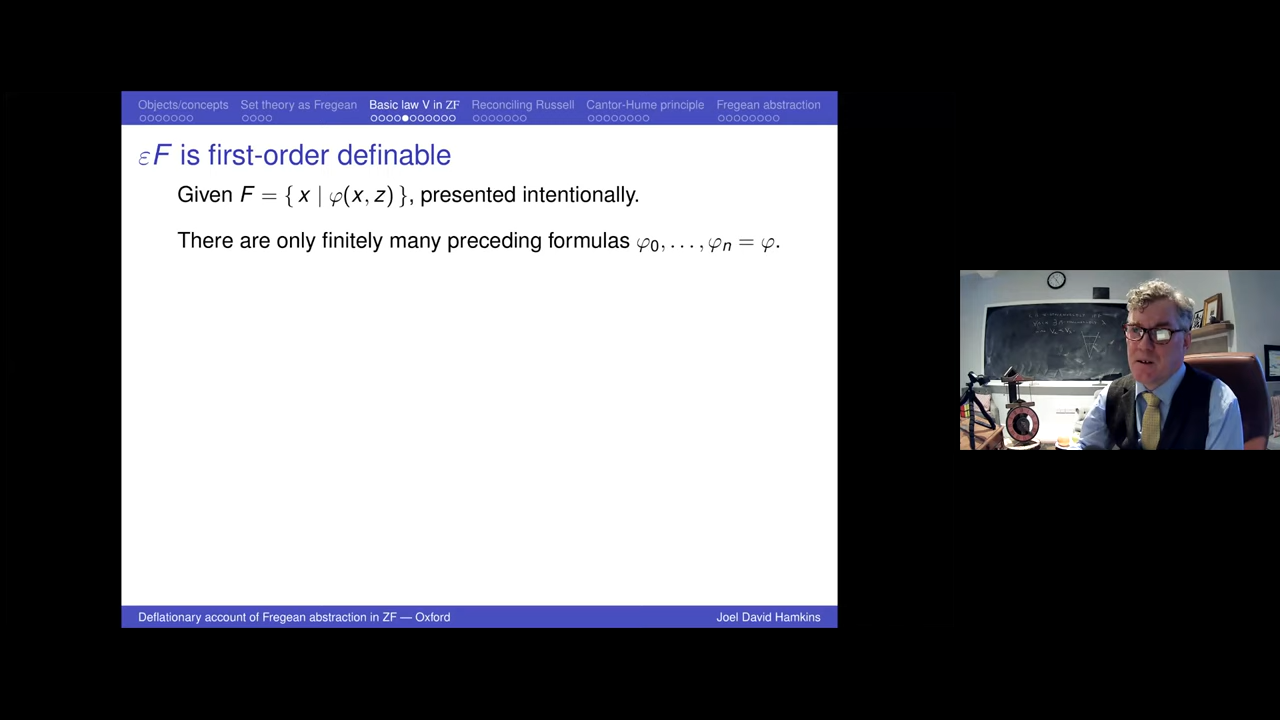 Objects/concepts Set theory as Fregean Basic law V in ZF Reconciling Russell Cantor-Hume principle Fregean abstraction
εF is first-order definable
Given F = { x | φ(x, z) }, presented intentionally.
There are only finitely many preceding formulas φ₀, . . . , φₙ = φ.
Deflationary account of Fregean abstraction in ZF — Oxford Joel David Hamkins